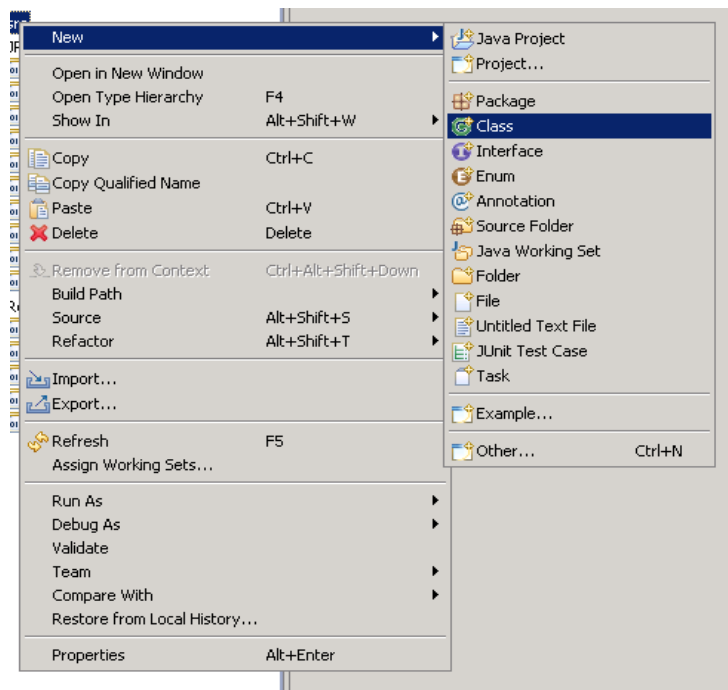 src
New
Open in New Window
Open Type Hierarchy F4
Show In Alt+Shift+W
Copy Ctrl+C
Copy Qualified Name
Paste Ctrl+V
Delete Delete
Remove from Context Ctrl+Alt+Shift+Down
Build Path
Source Alt+Shift+S
Refactor Alt+Shift+T
Import...
Export...
Refresh F5
Assign Working Sets...
Run As
Debug As
Validate
Team
Compare With
Restore from Local History...
Properties Alt+Enter
Java Project
Project...
Package
Class
Interface
Enum
Annotation
Source Folder
Java Working Set
Folder
File
Untitled Text File
JUnit Test Case
Task
Example...
Other... Ctrl+N